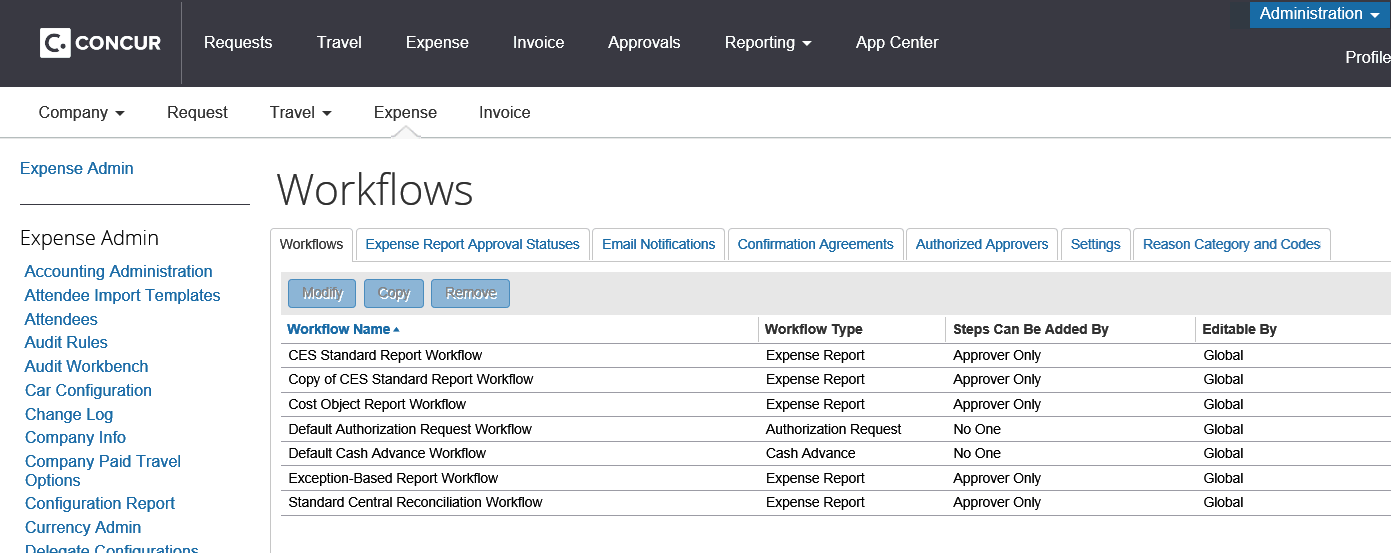 Administration
C. CONCUR
Requests Travel Expense Invoice Approvals Reporting App Center
Profile
Company Request Travel Expense Invoice
Expense Admin
Workflows
Expense Admin
Workflows Expense Report Approval Statuses Email Notifications Confirmation Agreements Authorized Approvers Settings Reason Category and Codes
Accounting Administration
Attendee Import Templates
Attendees
Audit Rules
Audit Workbench
Car Configuration
Change Log
Company Info
Company Paid Travel
Options
Configuration Report
Currency Admin
Delegate Configurations
Modify Copy Remove
Workflow Name Workflow Type Steps Can Be Added By Editable By
CES Standard Report Workflow Expense Report Approver Only Global
Copy of CES Standard Report Workflow Expense Report Approver Only Global
Cost Object Report Workflow Expense Report Approver Only Global
Default Authorization Request Workflow Authorization Request No One Global
Default Cash Advance Workflow Cash Advance No One Global
Exception-Based Report Workflow Expense Report Approver Only Global
Standard Central Reconciliation Workflow Expense Report Approver Only Global